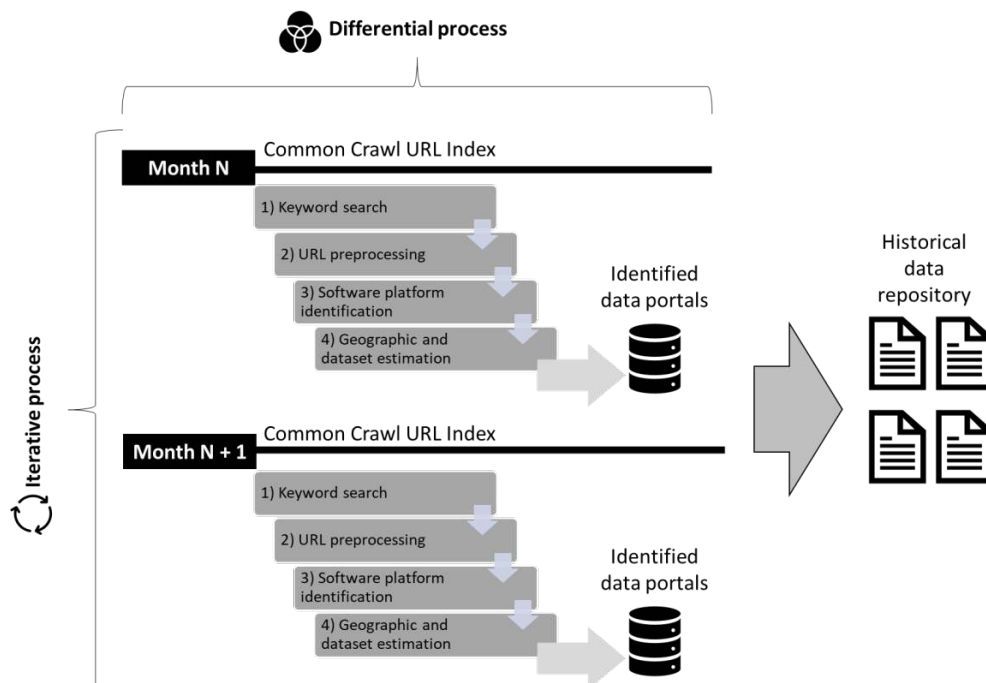 Differential process
Common Crawl URL Index
Month N
1) Keyword search
2) URL preprocessing
3) Software platform
identification
4) Geographic and
dataset estimation
Identified
data portals
Historical
data
repository
Iterative process
Common Crawl URL Index
Month N + 1
1) Keyword search
2) URL preprocessing
3) Software platform
identification
4) Geographic and
dataset estimation
Identified
data portals